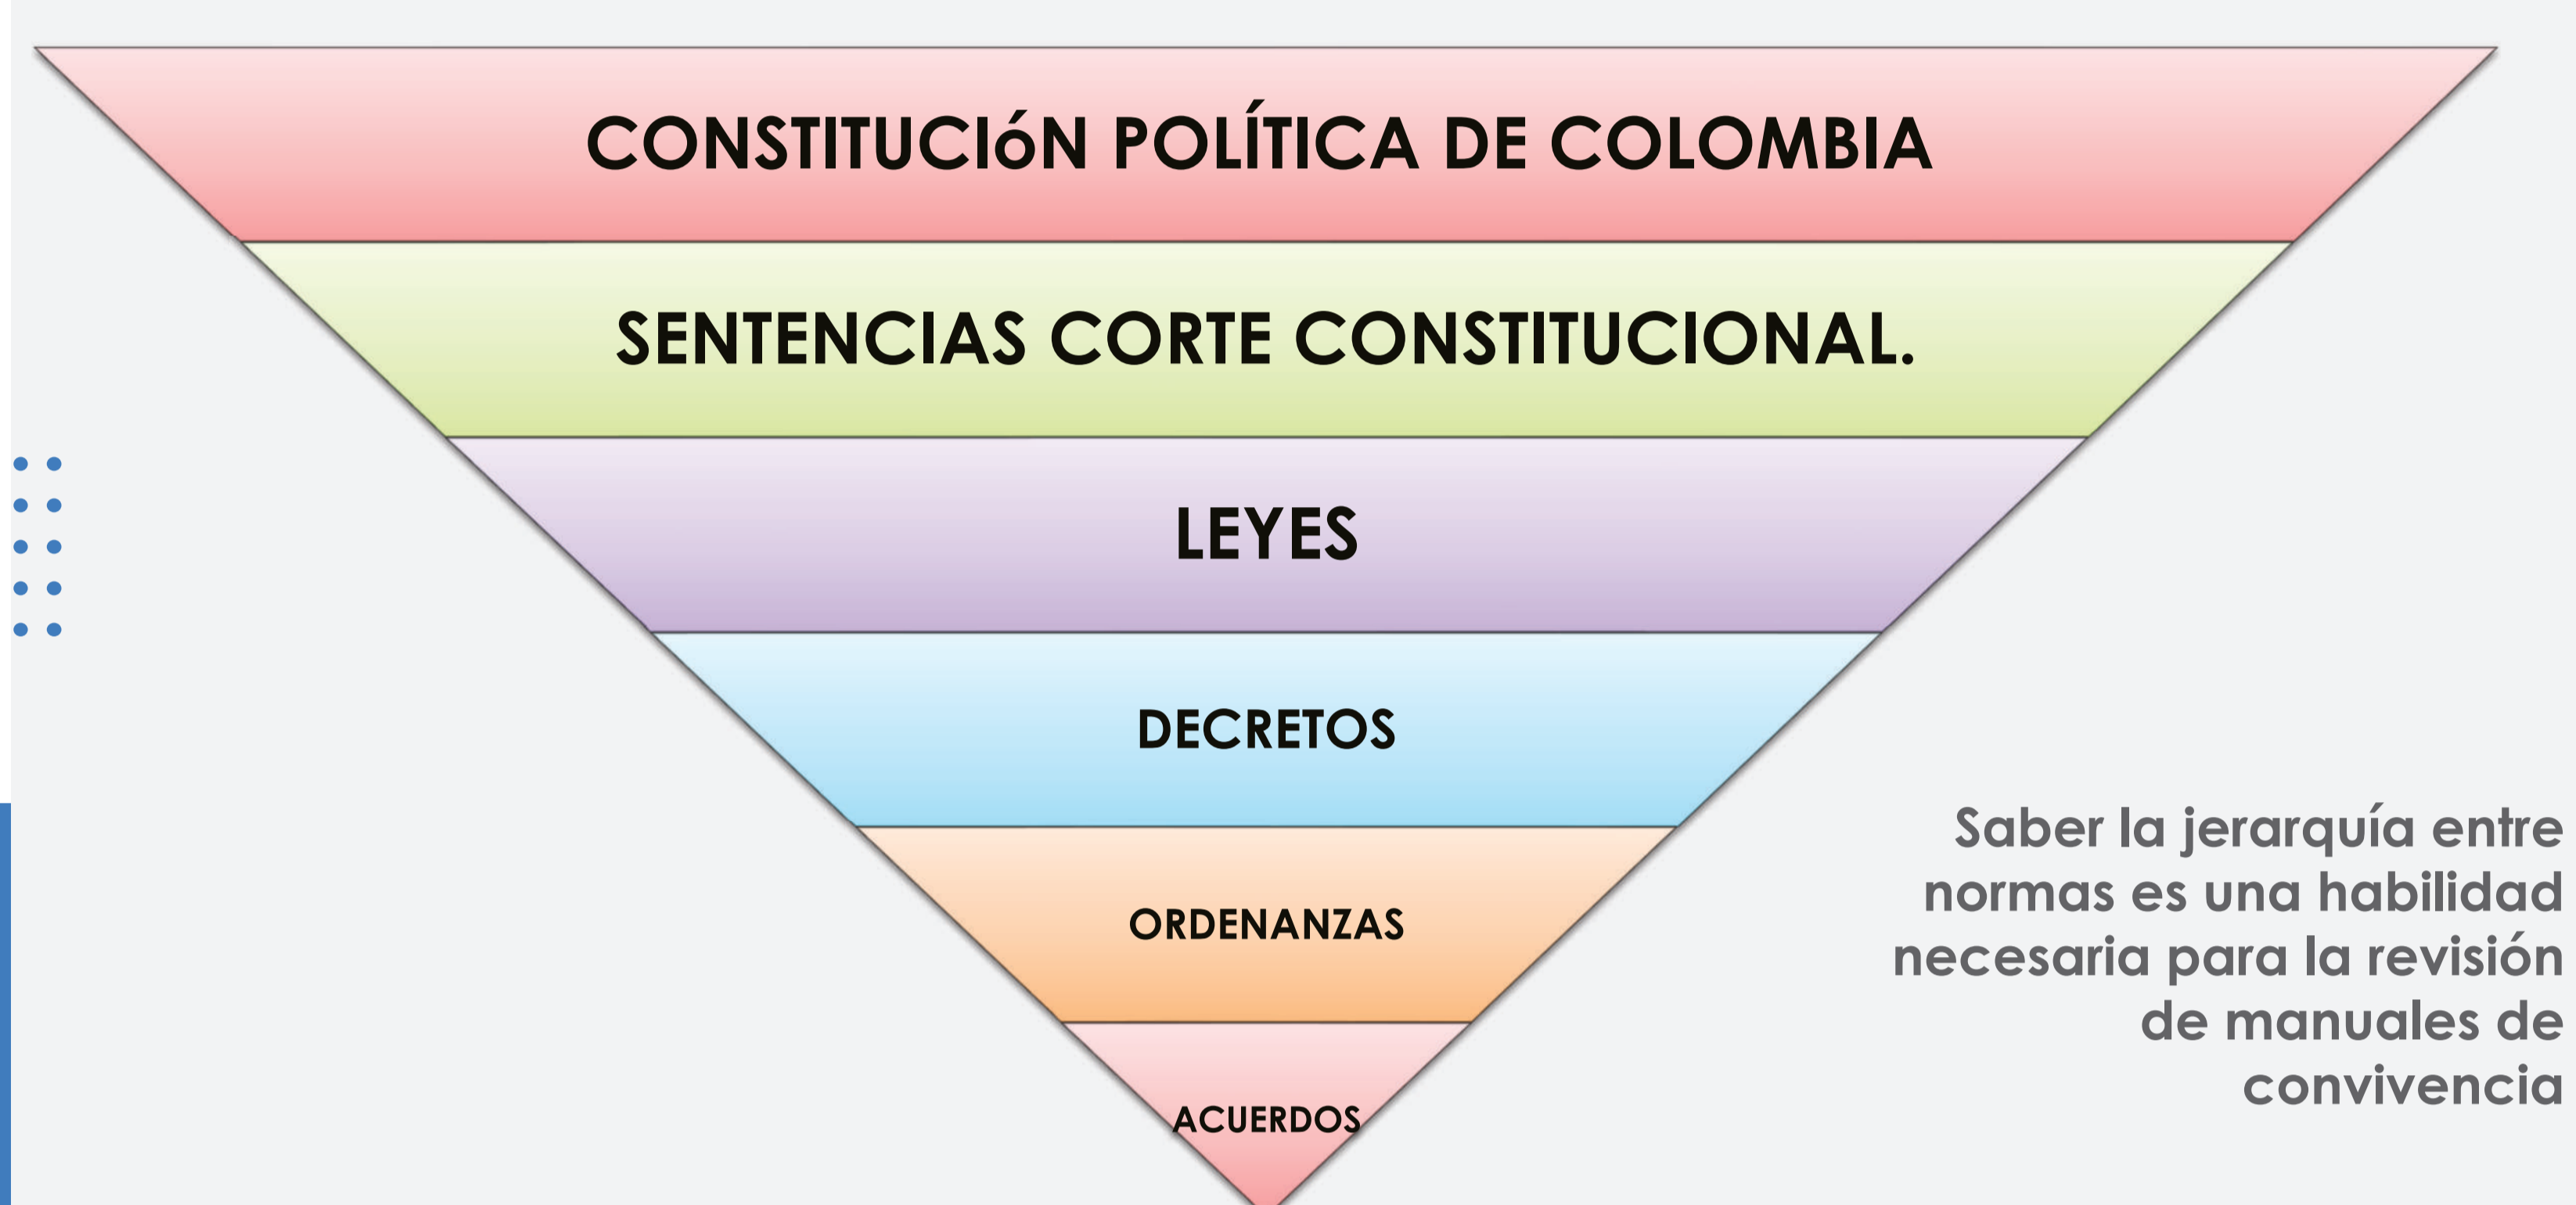 CONSTITUCIóN POLÍTICA DE COLOMBIA
SENTENCIAS CORTE CONSTITUCIONAL.
LEYES
DECRETOS
ORDENANZAS
ACUERDOS
Saber la jerarquía entre
normas es una habilidad
necesaria para la revisión
de manuales de
convivencia